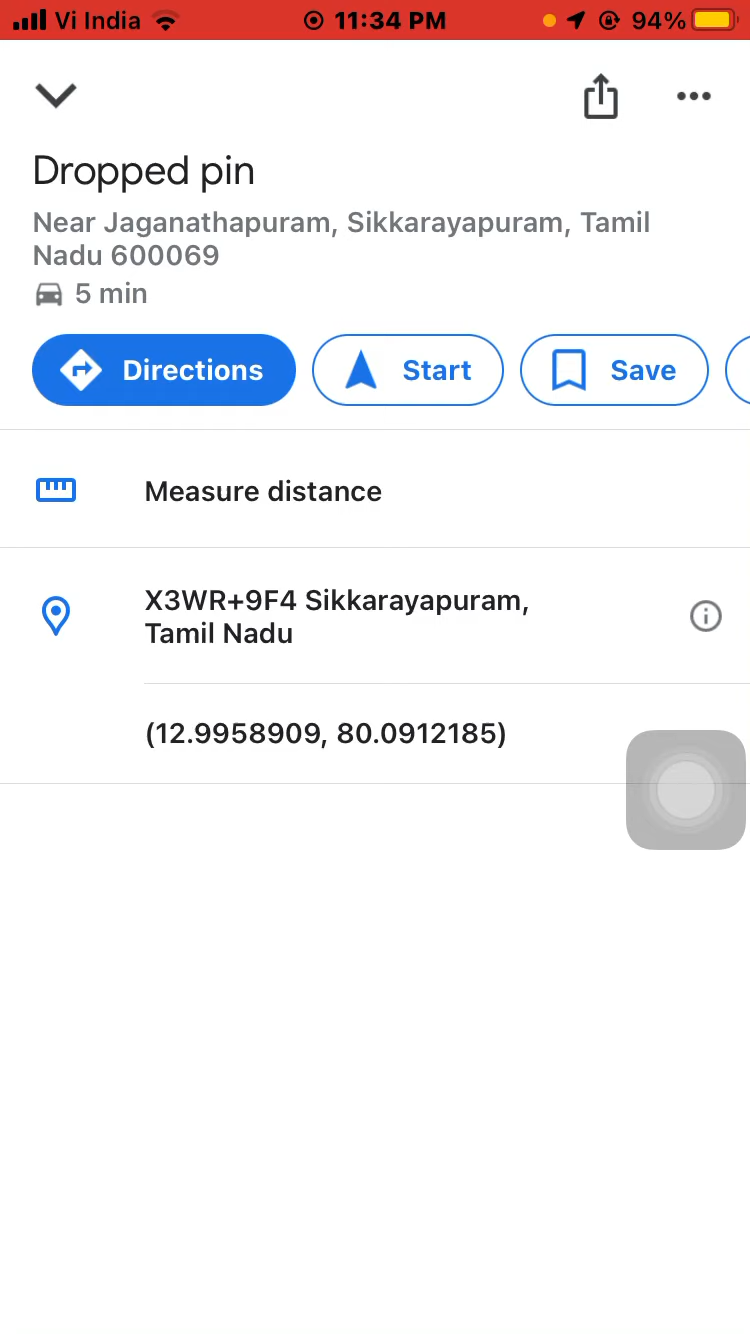 Vi India 11:34 PM 94%
Dropped pin
Near Jaganathapuram, Sikkarayapuram, Tamil
Nadu 600069
5 min
Directions Start Save
Measure distance
X3WR+9F4 Sikkarayapuram,
Tamil Nadu
(12.9958909, 80.0912185)